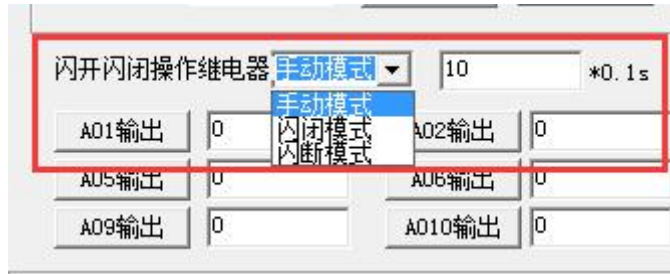 闪开闪闭操作继电器 手动模式 10 *0.1s
手动模式
闪闭模式
闪断模式
A01输出 0 A02输出 0
A05输出 0 A06输出 0
A09输出 0 A010输出 0